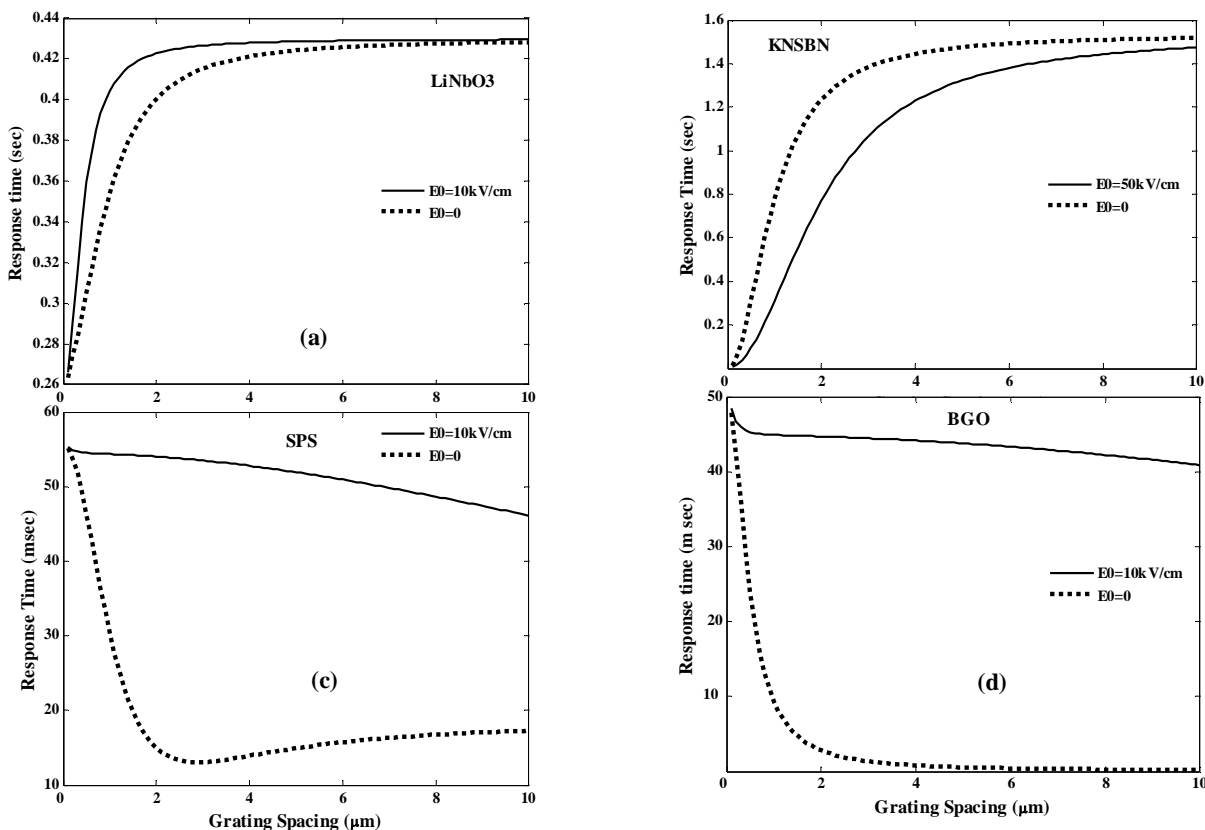 0.44
0.42
0.4
0.38
0.36
0.34
0.32
0.3
0.28
0.26
Response time (sec)
LiNbO3
E0=10kV/cm
E0=0
(a)
0 2 4 6 8 10
1.6
1.4
1.2
1
0.8
0.6
0.4
0.2
Response Time (sec)
KNSBN
E0=50kV/cm
E0=0
0 2 4 6 8 10
60
50
40
30
20
10
Response Time (msec)
SPS
E0=10kV/cm
E0=0
(c)
0 2 4 6 8 10
Grating Spacing (μm)
50
40
30
20
10
Response time (m sec)
BGO
E0=10kV/cm
E0=0
(d)
0 2 4 6 8 10
Grating Spacing (μm)